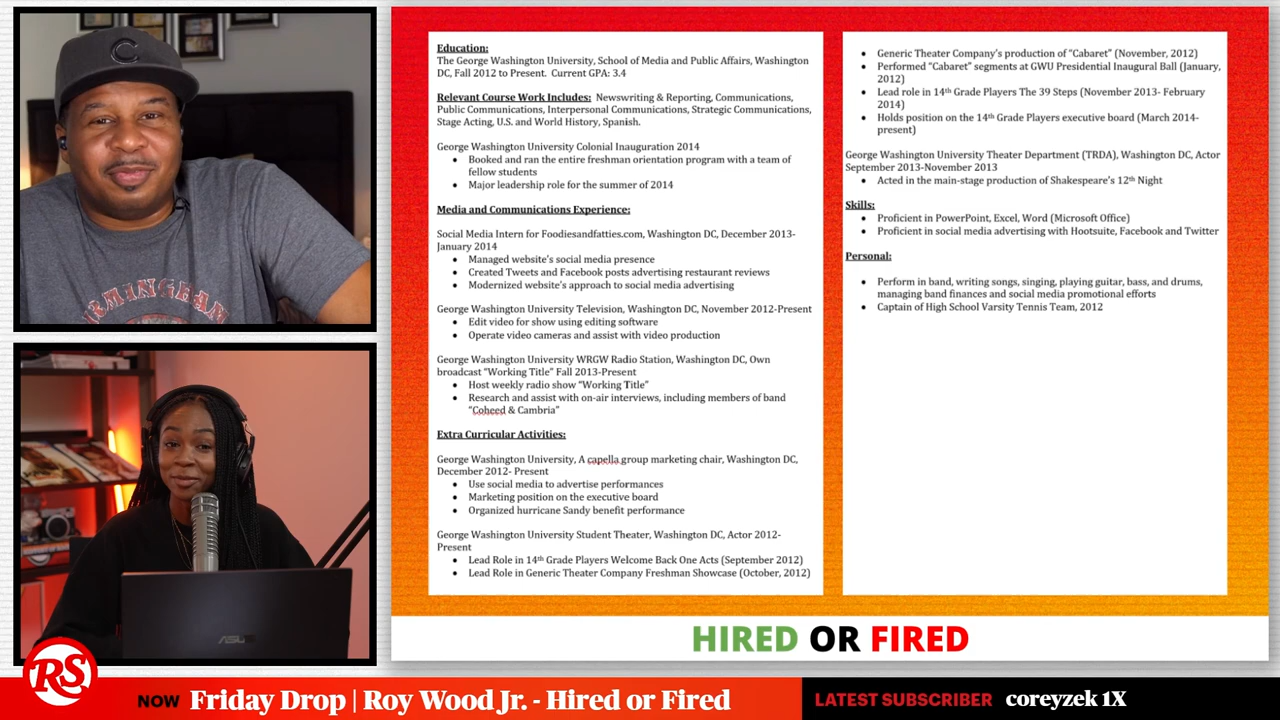 C
BIRMINGHAM
ASUS
Education:
The George Washington University, School of Media and Public Affairs, Washington
DC, Fall 2012 to Present. Current GPA: 3.4
Relevant Course Work Includes: Newswriting & Reporting, Communications,
Public Communications, Interpersonal Communications, Strategic Communications,
Stage Acting, U.S. and World History, Spanish.
George Washington University Colonial Inauguration 2014
• Booked and ran the entire freshman orientation program with a team of
fellow students
• Major leadership role for the summer of 2014
Media and Communications Experience:
Social Media Intern for Foodiesandfatties.com, Washington DC, December 2013-
January 2014
• Managed website's social media presence
• Created Tweets and Facebook posts advertising restaurant reviews
• Modernized website's approach to social media advertising
George Washington University Television, Washington DC, November 2012-Present
• Edit video for show using editing software
• Operate video cameras and assist with video production
George Washington University WRGW Radio Station, Washington DC, Own
broadcast "Working Title" Fall 2013-Present
• Host weekly radio show "Working Title"
• Research and assist with on-air interviews, including members of band
"Coheed & Cambria"
Extra Curricular Activities:
George Washington University, A capella group marketing chair, Washington DC,
December 2012- Present
• Use social media to advertise performances
• Marketing position on the executive board
• Organized hurricane Sandy benefit performance
George Washington University Student Theater, Washington DC, Actor 2012-
Present
• Lead Role in 14th Grade Players Welcome Back One Acts (September 2012)
• Lead Role in Generic Theater Company Freshman Showcase (October, 2012)
• Generic Theater Company's production of "Cabaret" (November, 2012)
• Performed "Cabaret" segments at GWU Presidential Inaugural Ball (January,
2012)
• Lead role in 14th Grade Players The 39 Steps (November 2013- February
2014)
• Holds position on the 14th Grade Players executive board (March 2014-
present)
George Washington University Theater Department (TRDA), Washington DC, Actor
September 2013-November 2013
• Acted in the main-stage production of Shakespeare's 12th Night
Skills:
• Proficient in PowerPoint, Excel, Word (Microsoft Office)
• Proficient in social media advertising with Hootsuite, Facebook and Twitter
Personal:
• Perform in band, writing songs, singing, playing guitar, bass, and drums,
managing band finances and social media promotional efforts
• Captain of High School Varsity Tennis Team, 2012
HIRED OR FIRED
RS
NOW Friday Drop | Roy Wood Jr. - Hired or Fired
LATEST SUBSCRIBER coreyzek 1X